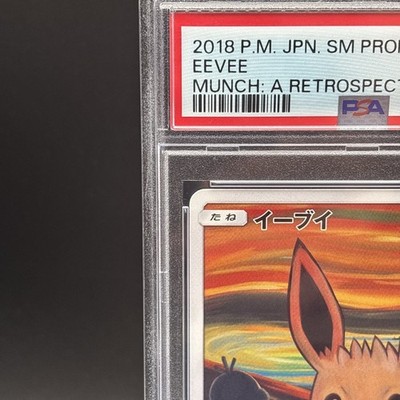 2018 P.M. JPN. SM PRO
EEVEE
MUNCH: A RETROSPECT
PSA
たね イーブイ